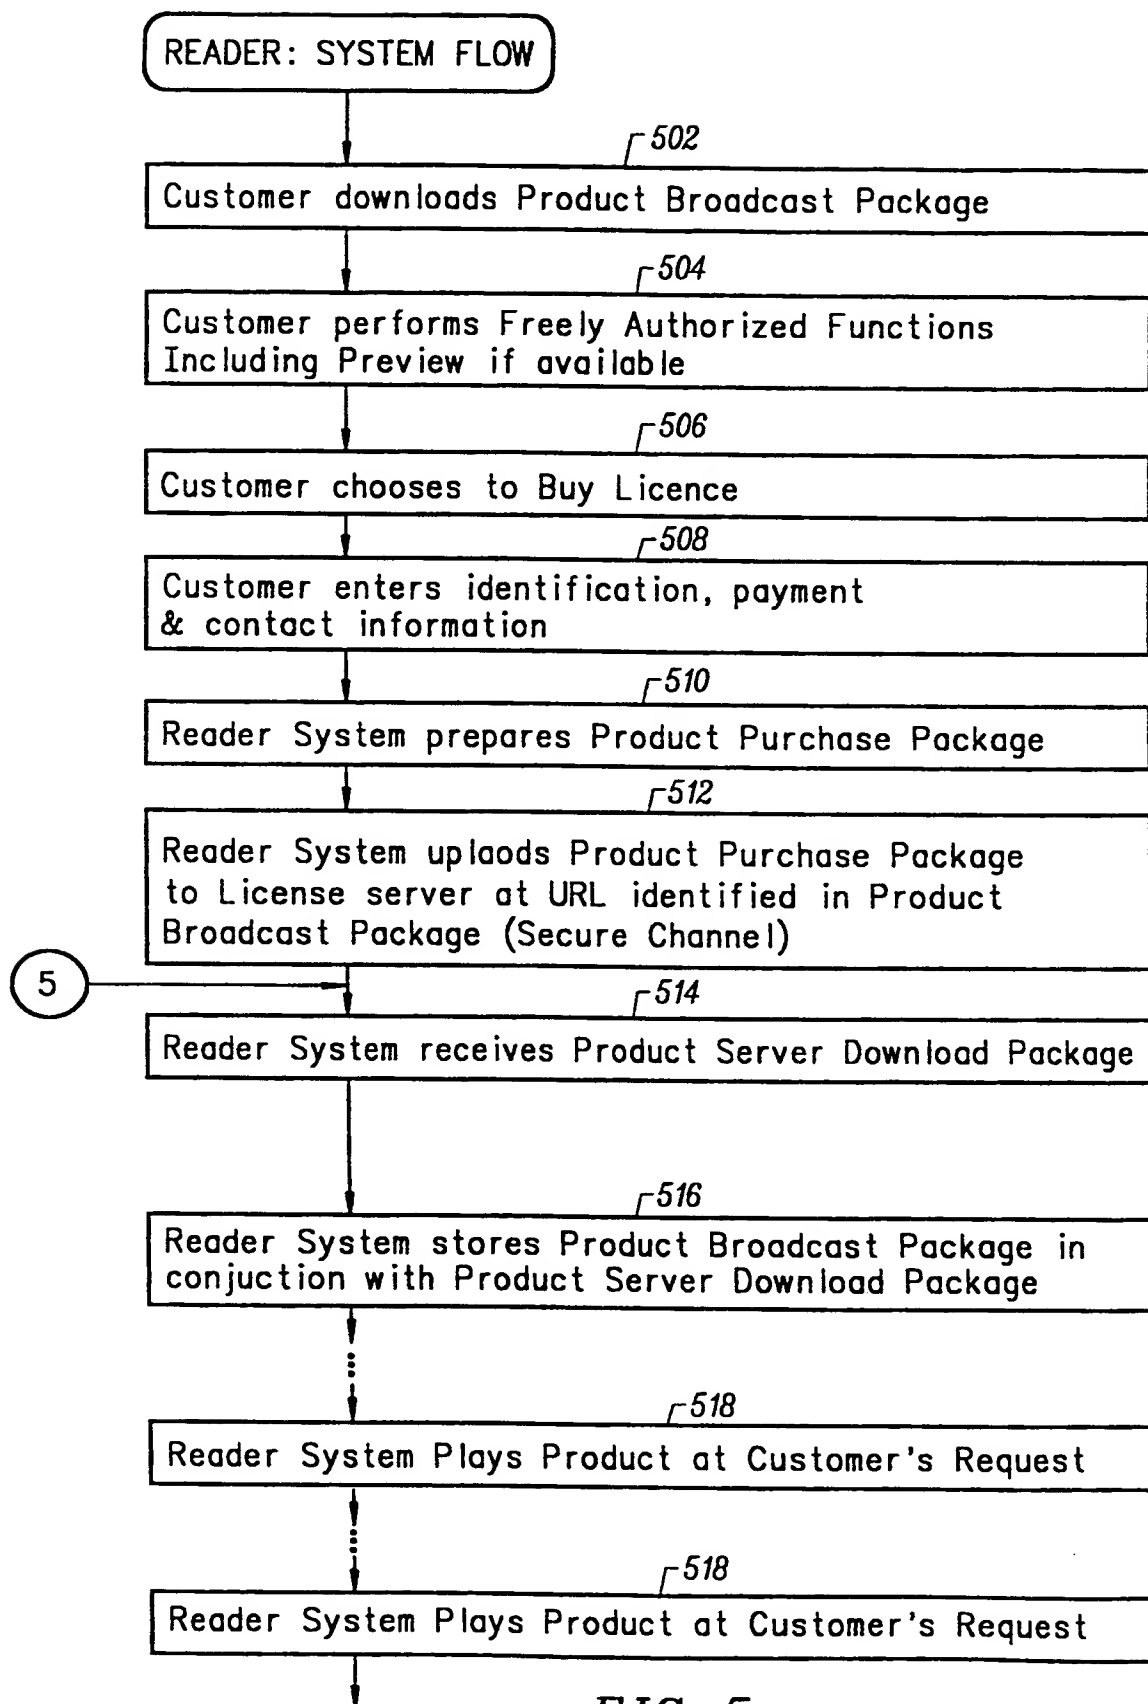 READER: SYSTEM FLOW
502
Customer downloads Product Broadcast Package
504
Customer performs Freely Authorized Functions
Including Preview if available
506
Customer chooses to Buy Licence
508
Customer enters identification, payment
& contact information
510
Reader System prepares Product Purchase Package
512
Reader System uplaods Product Purchase Package
to License server at URL identified in Product
Broadcast Package (Secure Channel)
5
514
Reader System receives Product Server Download Package
516
Reader System stores Product Broadcast Package in
conjuction with Product Server Download Package
518
Reader System Plays Product at Customer's Request
518
Reader System Plays Product at Customer's Request
FIG. 5